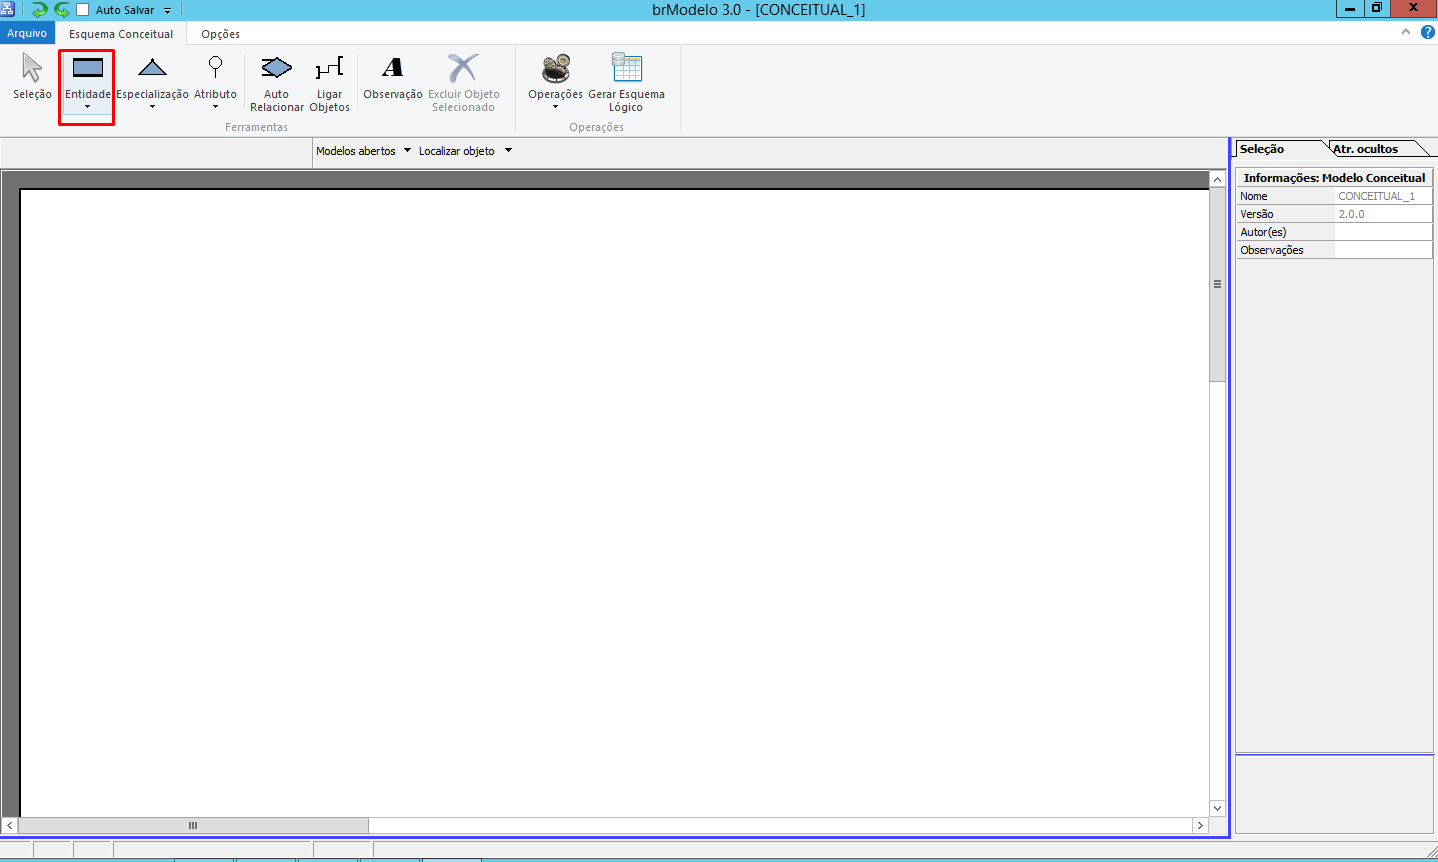 Auto Salvar
brModelo 3.0 - [CONCEITUAL_1]
X
Arquivo
Esquema Conceitual
Opções
?
Seleção
Entidade
Especialização
Atributo
Auto
Relacionar
Ligar
Objetos
A
Observação
Excluir Objeto
Selecionado
Operações
Gerar Esquema
Lógico
Ferramentas
Operações
Modelos abertos
Localizar objeto
Seleção
Atr. ocultos
Informações: Modelo Conceitual
Nome CONCEITUAL_1
Versão 2.0.0
Autor(es)
Observações